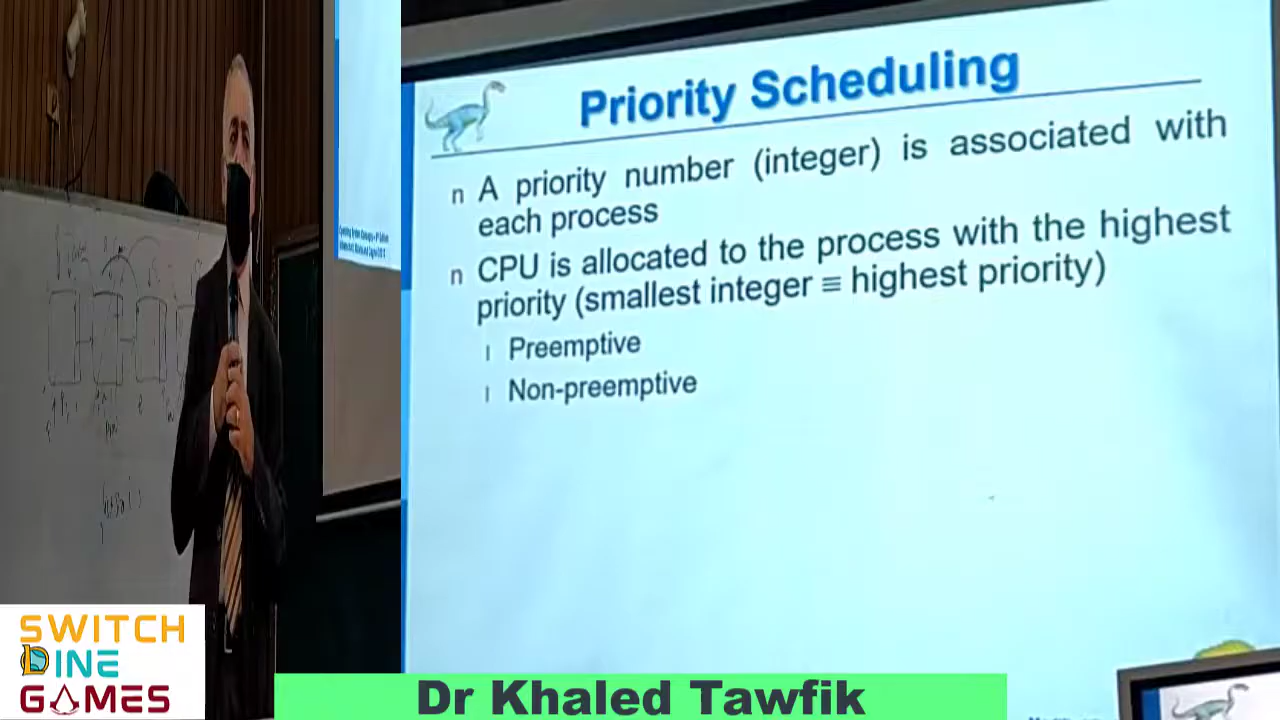 Priority Scheduling
n A priority number (integer) is associated with
each process
n CPU is allocated to the process with the highest
priority (smallest integer ≡ highest priority)
l Preemptive
l Non-preemptive
SWITCH
DINE
GAMES
Dr Khaled Tawfik